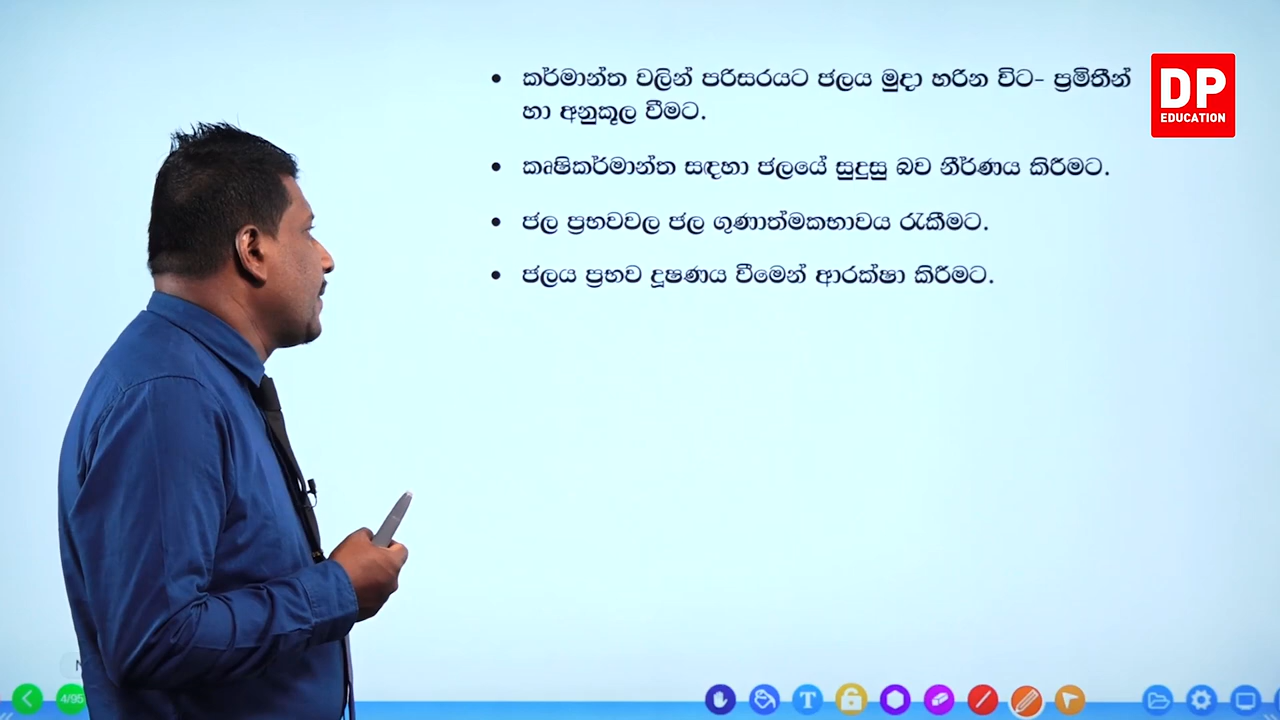 • කර්මාන්ත වලින් පරිසරයට ජලය මුදා හරින විට- ප්‍රමිතීන්
හා අනුකූල වීමට.
• කෘෂිකර්මාන්ත සඳහා ජලයේ සුදුසු බව නිර්ණය කිරීමට.
• ජල ප්‍රභවවල ජල ගුණාත්මකභාවය රැකීමට.
• ජලය ප්‍රභව දූෂණය වීමෙන් ආරක්ෂා කිරීමට.
DP
EDUCATION
4/95
T